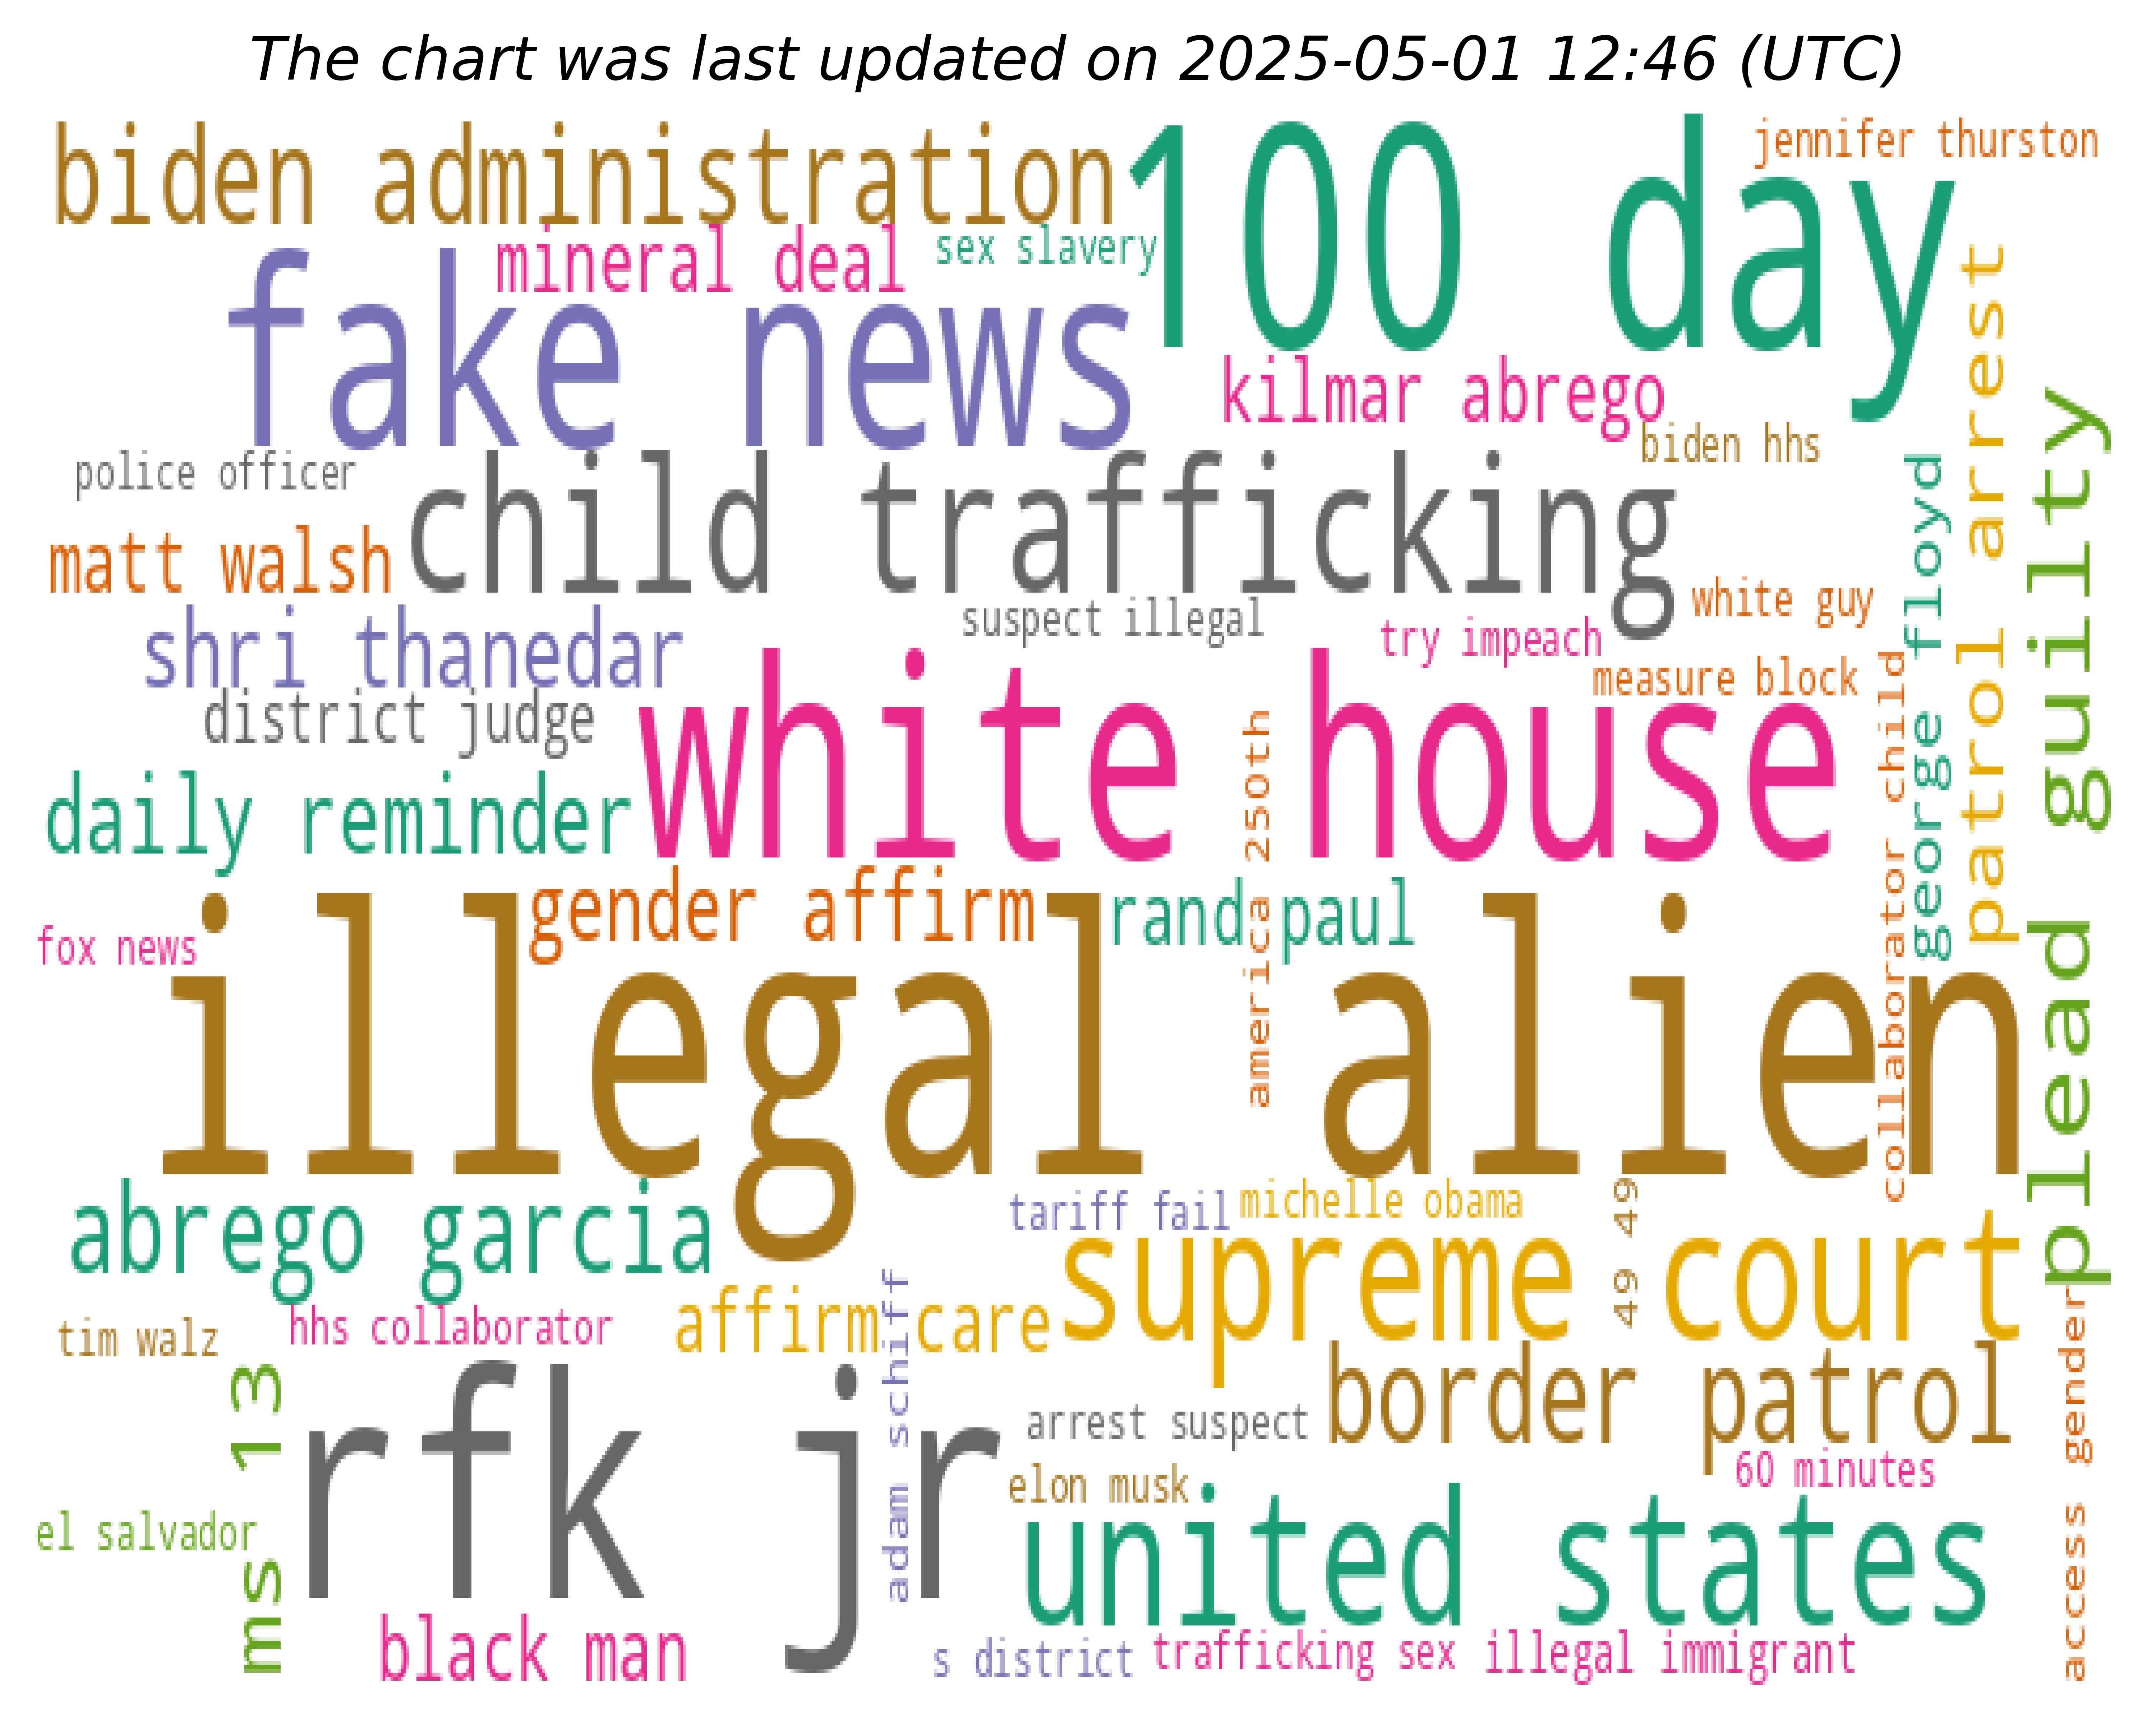 The chart was last updated on 2025-05-01 12:46 (UTC)
biden administration
100 day
jennifer thurston
mineral deal
sex slavery
fake news
kilmar abrego
biden hhs
police officer
child trafficking
matt walsh
white guy
suspect illegal
shri thanedar
try impeach
measure block
district judge
white house
daily reminder
america 250th
collaborator child
george floyd
patrol arrest
plead guilty
gender affirm
rand paul
fox news
illegal alien
abrego garcia
tariff fail
michelle obama
49 49
supreme court
tim walz
hhs collaborator
affirm care
adam schiff
ms 13
rfk jr
arrest suspect
border patrol
60 minutes
elon musk
el salvador
united states
access gender
black man
s district
trafficking sex
illegal immigrant